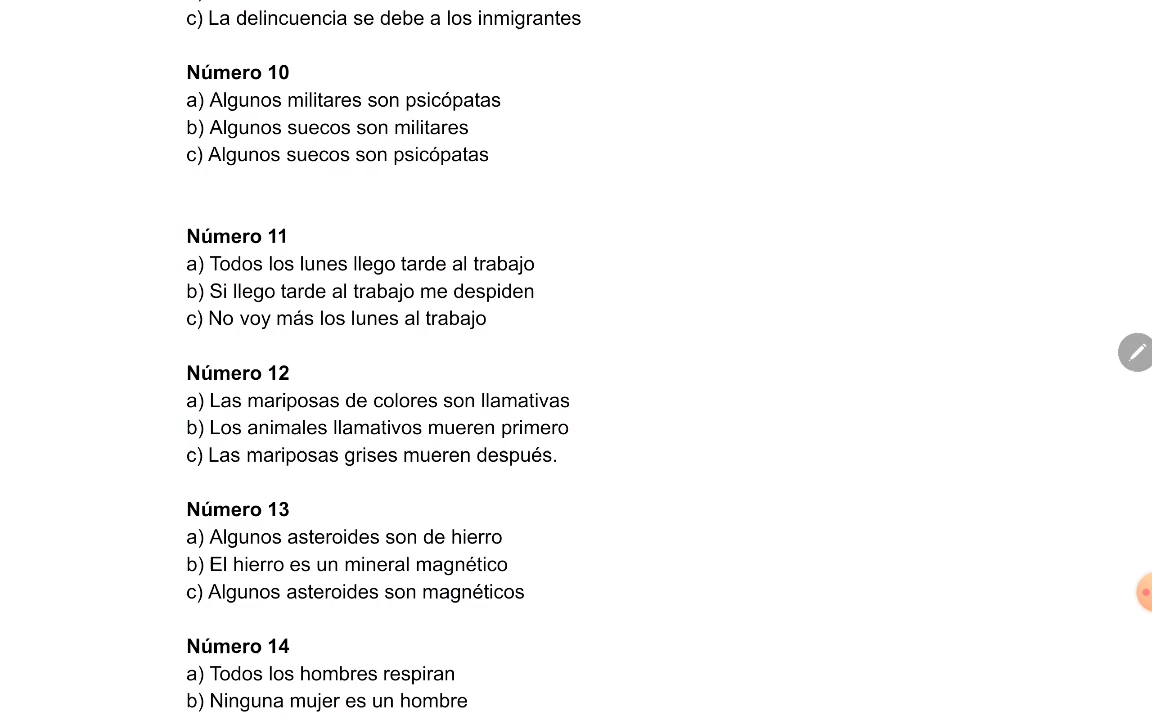 c) La delincuencia se debe a los inmigrantes
Número 10
a) Algunos militares son psicópatas
b) Algunos suecos son militares
c) Algunos suecos son psicópatas
Número 11
a) Todos los lunes llego tarde al trabajo
b) Si llego tarde al trabajo me despiden
c) No voy más los lunes al trabajo
Número 12
a) Las mariposas de colores son llamativas
b) Los animales llamativos mueren primero
c) Las mariposas grises mueren después.
Número 13
a) Algunos asteroides son de hierro
b) El hierro es un mineral magnético
c) Algunos asteroides son magnéticos
Número 14
a) Todos los hombres respiran
b) Ninguna mujer es un hombre